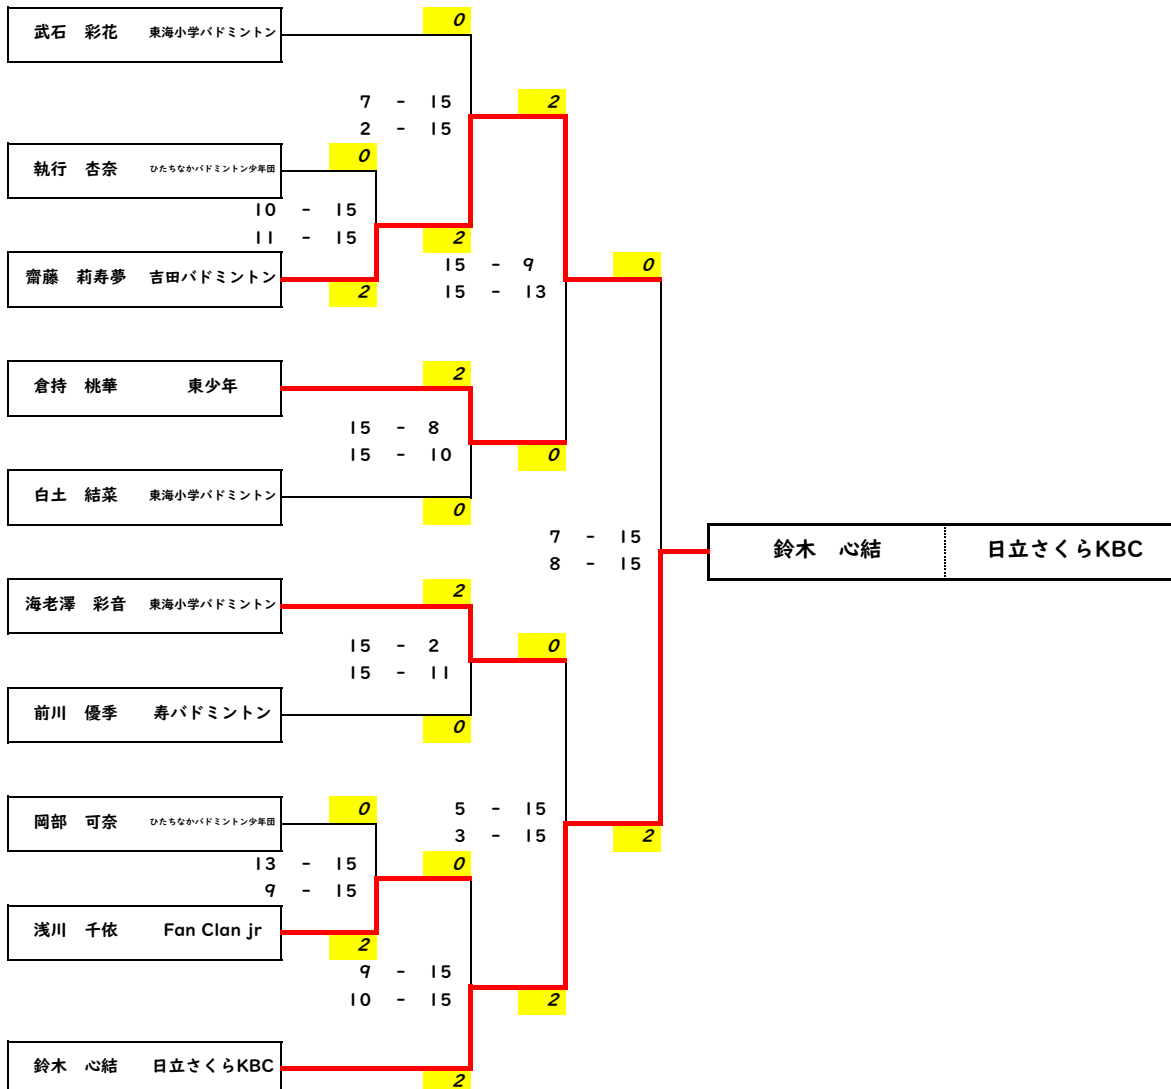 0
武石　彩花　東海小学バドミントン
7 - 15　2
2 - 15
0
執行　杏奈　ひたちなかバドミントン少年団
10 - 15
11 - 15　2
15 - 9　0
齋藤　莉寿夢　吉田バドミントン
2　15 - 13
2
倉持　桃華　東少年
15 - 8
15 - 10　0
白土　結菜　東海小学バドミントン
0
7 - 15
鈴木　心結　日立さくらKBC
8 - 15
2
海老澤　彩音　東海小学バドミントン
15 - 2　0
15 - 11
前川　優季　寿バドミントン
0
0　5 - 15
岡部　可奈　ひたちなかバドミントン少年団
3 - 15　2
13 - 15　0
9 - 15
浅川　千依　Fan Clan jr
2
9 - 15
10 - 15　2
鈴木　心結　日立さくらKBC
2